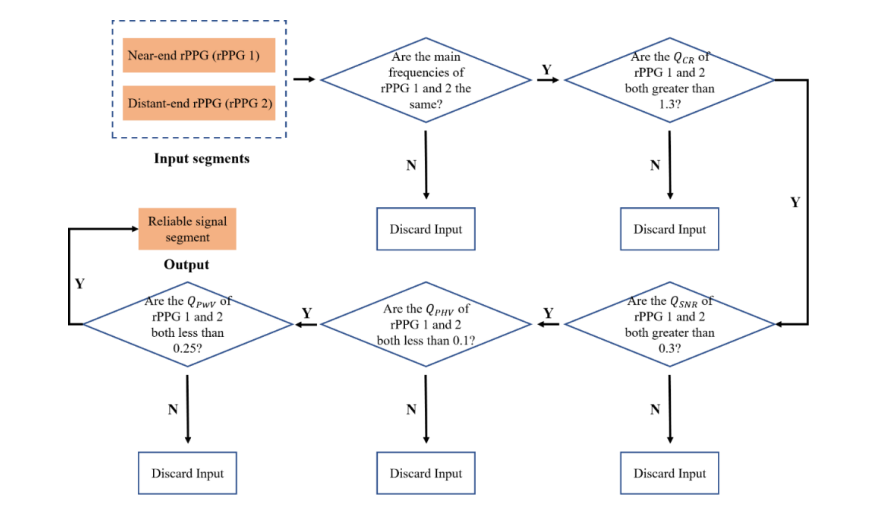 Near-end rPPG (rPPG 1)
Distant-end rPPG (rPPG 2)
Input segments
Are the main
frequencies of
rPPG 1 and 2 the
same?
Y
N
Discard Input
Are the Q_CR of
rPPG 1 and 2
both greater than
1.3?
N
Discard Input
Y
Are the Q_SNR of
rPPG 1 and 2
both greater than
0.3?
N
Discard Input
Y
Are the Q_PHV of
rPPG 1 and 2
both less than 0.1?
N
Discard Input
Y
Are the Q_PWV of
rPPG 1 and 2
both less than
0.25?
N
Discard Input
Y
Reliable signal
segment
Output